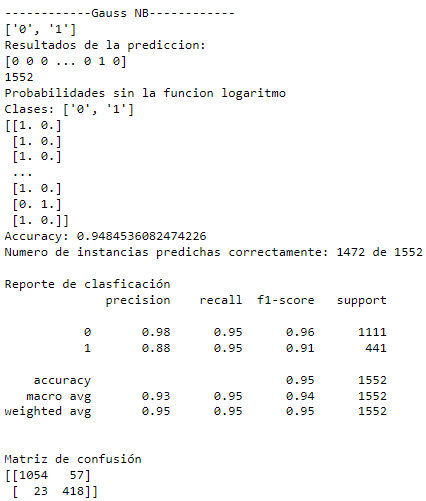 ------------Gauss NB------------
['0', '1']
Resultados de la prediccion:
[0 0 0 ... 0 1 0]
1552
Probabilidades sin la funcion logaritmo
Clases: ['0', '1']
[[1. 0.]
 [1. 0.]
 [1. 0.]
 ...
 [1. 0.]
 [0. 1.]
 [1. 0.]]
Accuracy: 0.9484536082474226
Numero de instancias predichas correctamente: 1472 de 1552
Reporte de clasficación
              precision    recall  f1-score   support
           0       0.98      0.95      0.96      1111
           1       0.88      0.95      0.91       441
    accuracy                           0.95      1552
   macro avg       0.93      0.95      0.94      1552
weighted avg       0.95      0.95      0.95      1552
Matriz de confusión
[[1054   57]
 [  23  418]]